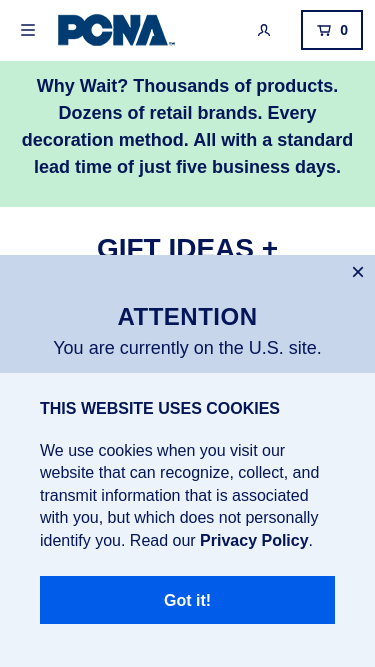 PCNA
0
Why Wait? Thousands of products.
Dozens of retail brands. Every
decoration method. All with a standard
lead time of just five business days.
GIFT IDEAS +
×
ATTENTION
You are currently on the U.S. site.
THIS WEBSITE USES COOKIES
We use cookies when you visit our
website that can recognize, collect, and
transmit information that is associated
with you, but which does not personally
identify you. Read our Privacy Policy.
Got it!